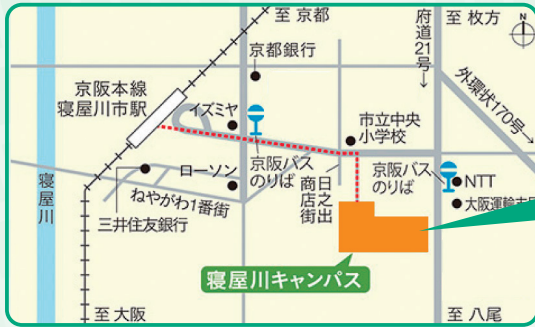 至 京都
府道
21号
至 枚方
N
京都銀行
京阪本線
寝屋川市駅
イズミヤ
外環状170号
市立中央
小学校
京阪バス
のりば
ローソン
日之出
商店街
京阪バス
のりば
NTT
寝屋川
ねやがわ1番街
三井住友銀行
寝屋川キャンパス
至 大阪
至 八尾